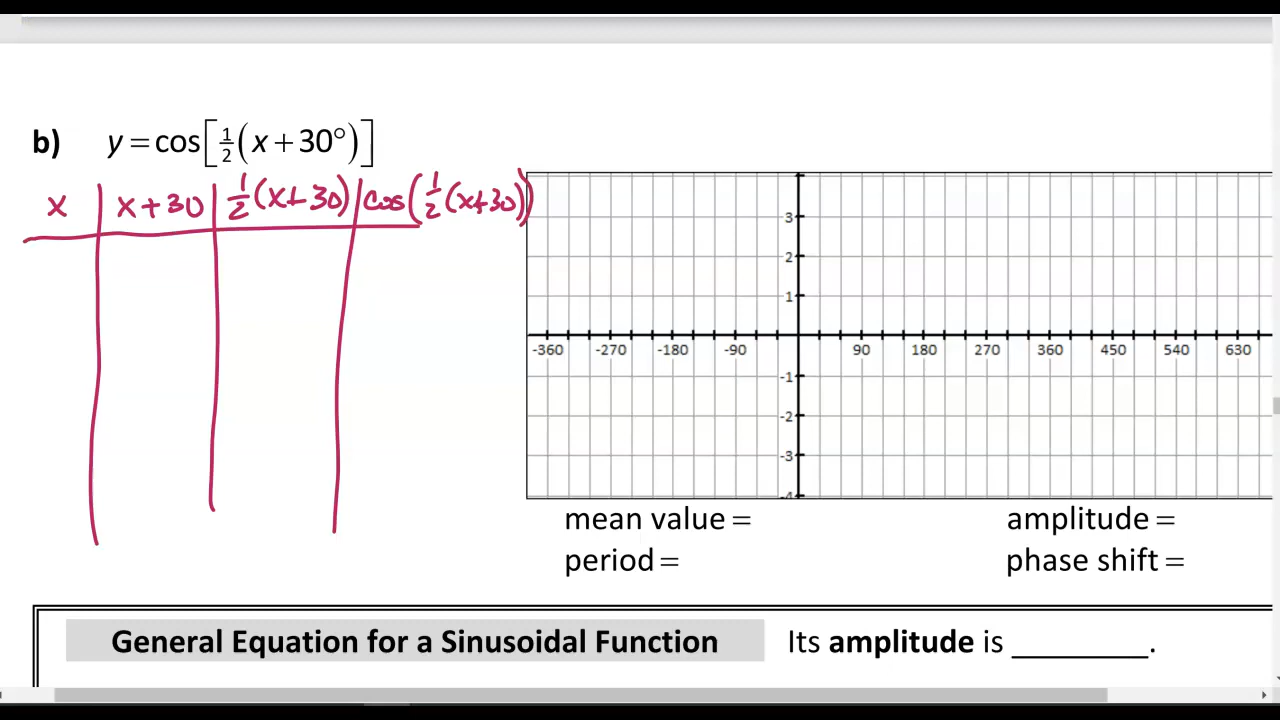 b) y = cos[½(x + 30°)]
x | x + 30 | ½(x+30) | cos(½(x+30))
3
2
1
-360 -270 -180 -90 90 180 270 360 450 540 630
-1
-2
-3
-4
mean value = amplitude =
period = phase shift =
General Equation for a Sinusoidal Function Its amplitude is _________.